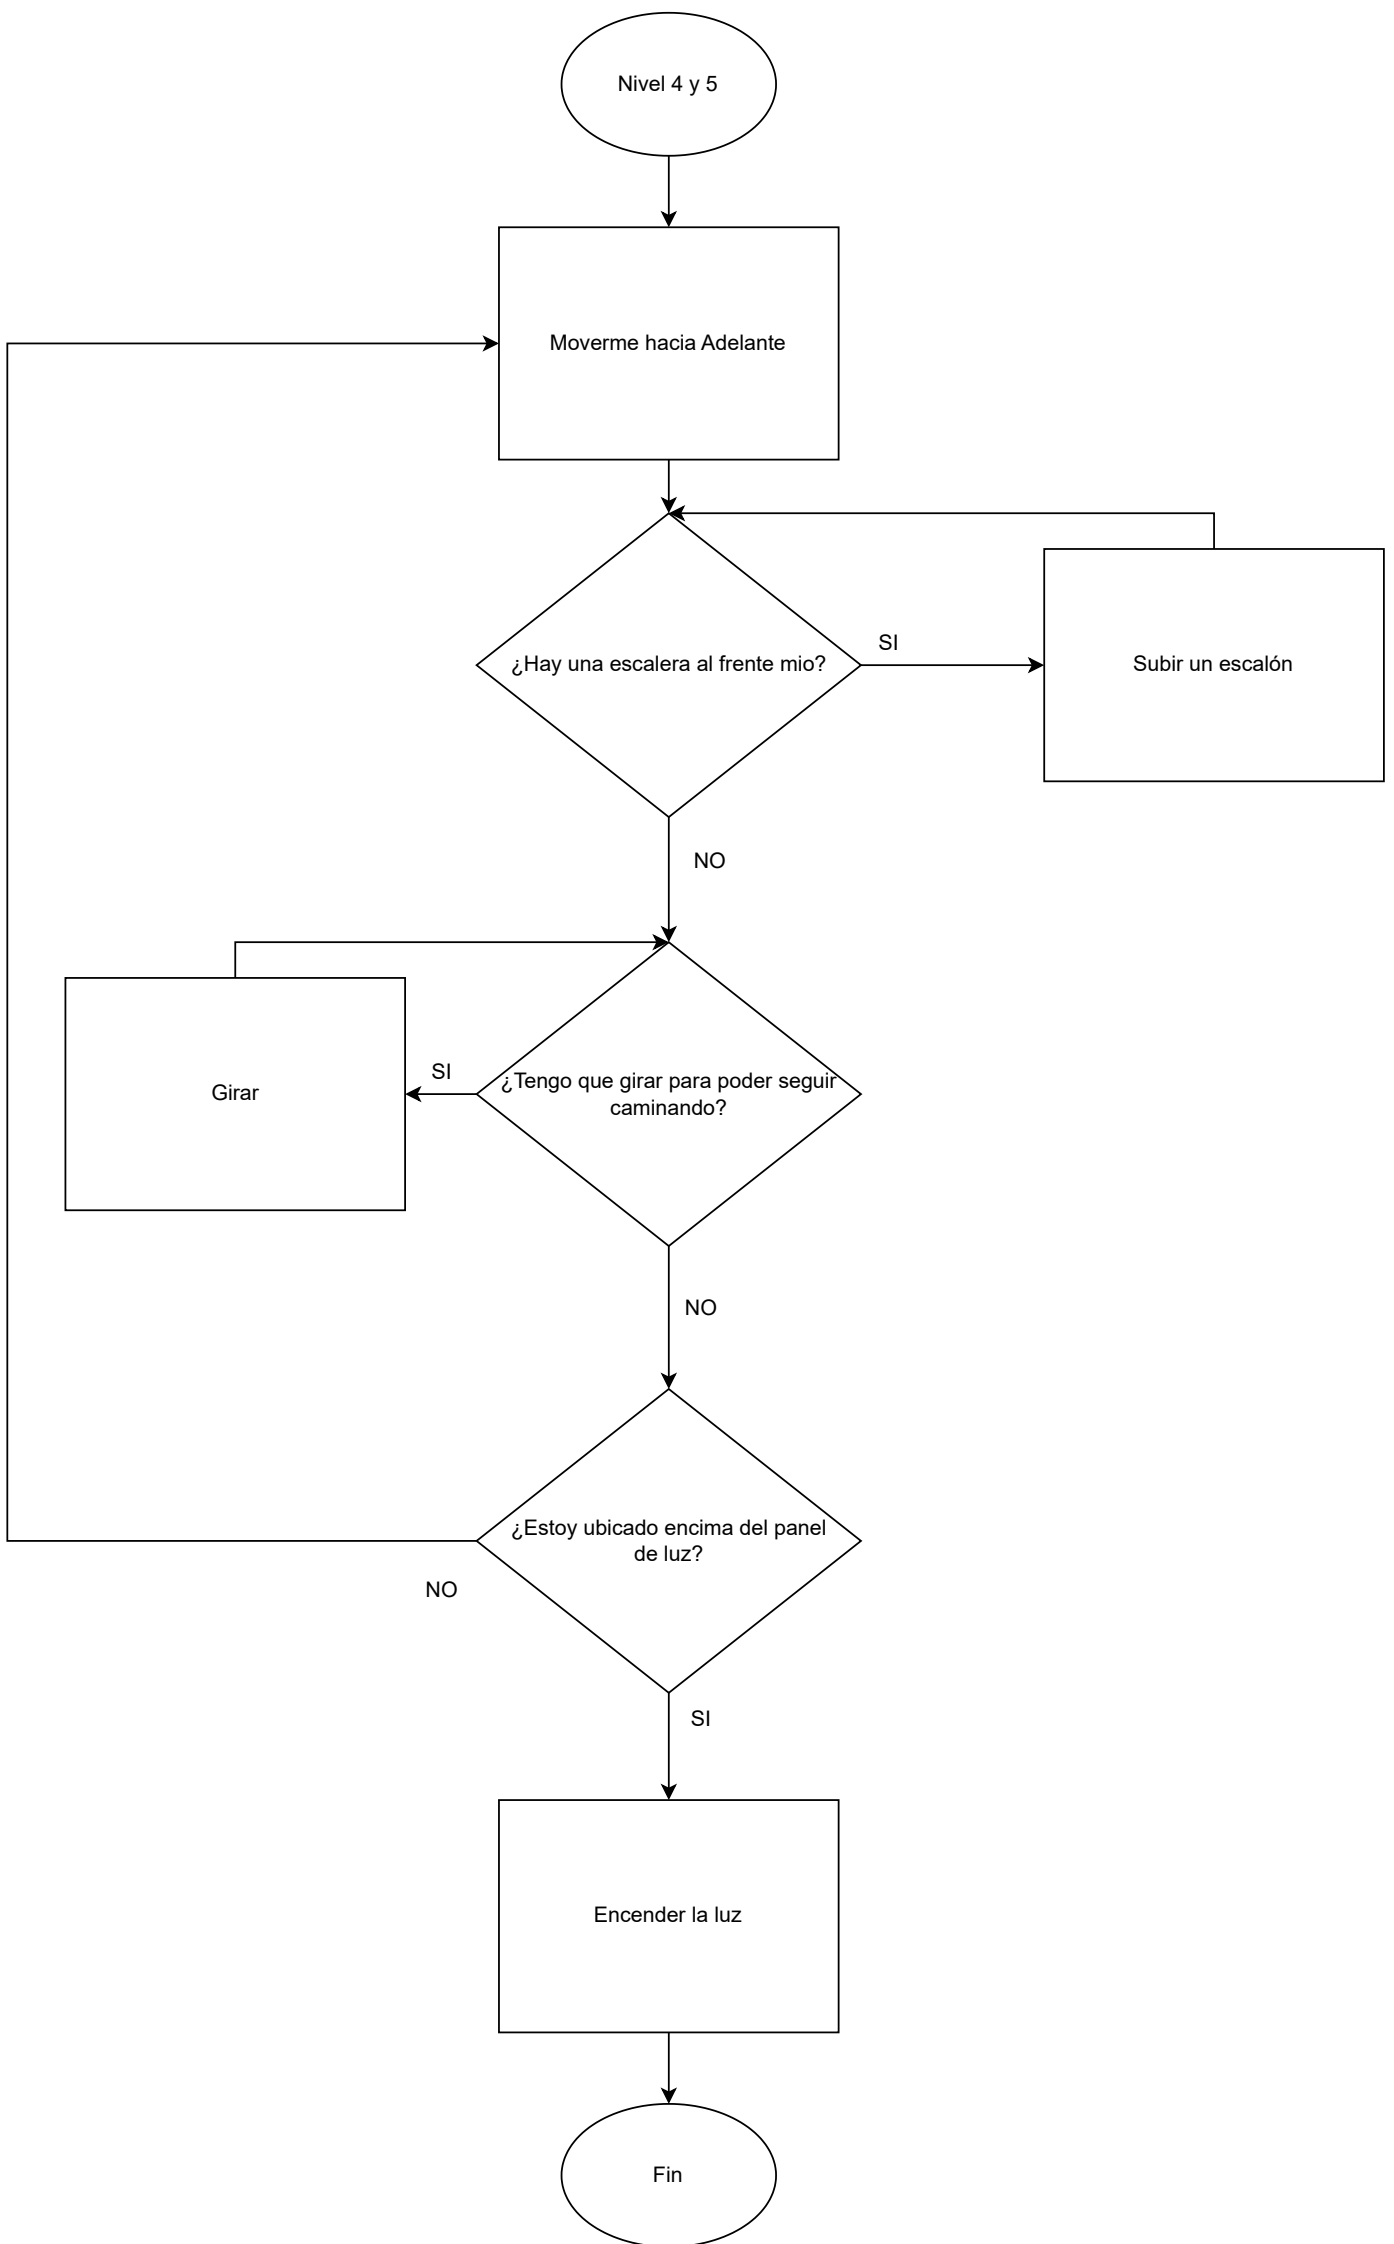 Nivel 4 y 5
Moverme hacia Adelante
¿Hay una escalera al frente mio?
SI
Subir un escalón
NO
Girar
SI
¿Tengo que girar para poder seguir
caminando?
NO
¿Estoy ubicado encima del panel
de luz?
NO
SI
Encender la luz
Fin